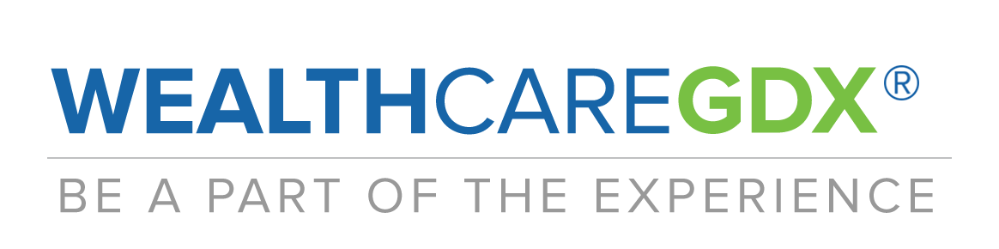 WEALTHCAREGDX®
BE A PART OF THE EXPERIENCE